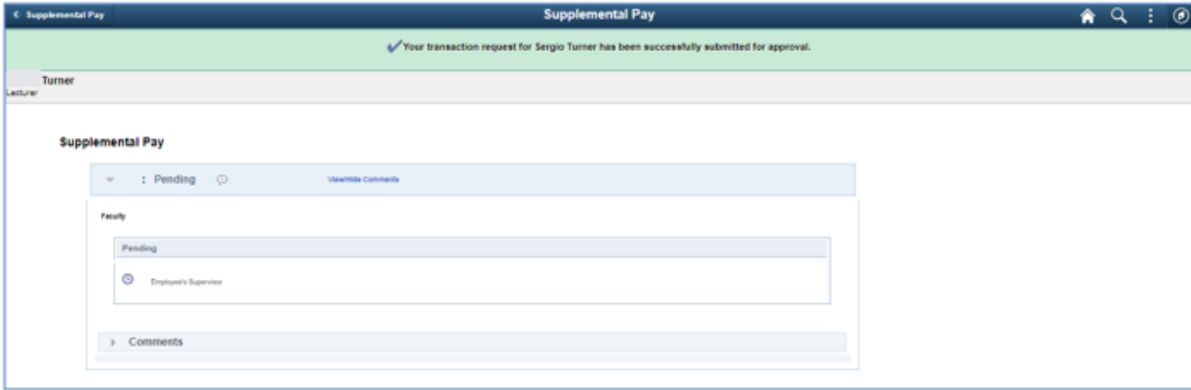 Supplemental Pay
Supplemental Pay
Your transaction request for Sergio Turner has been successfully submitted for approval.
Turner
Lecturer
Supplemental Pay
: Pending View/Hide Comments
Faculty
Pending
Employee's Supervisor
Comments